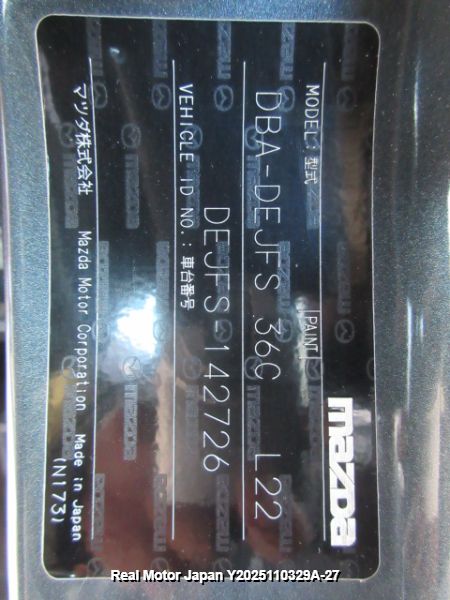 mazda
MODEL: 型式 PAINT
DBA-DEJFS 36C L22
VEHICLE ID NO.: 車台番号
DEJFS-142726
マツダ株式会社 Mazda Motor Corporation Made in Japan
(N173)
Real Motor Japan Y2025110329A-27